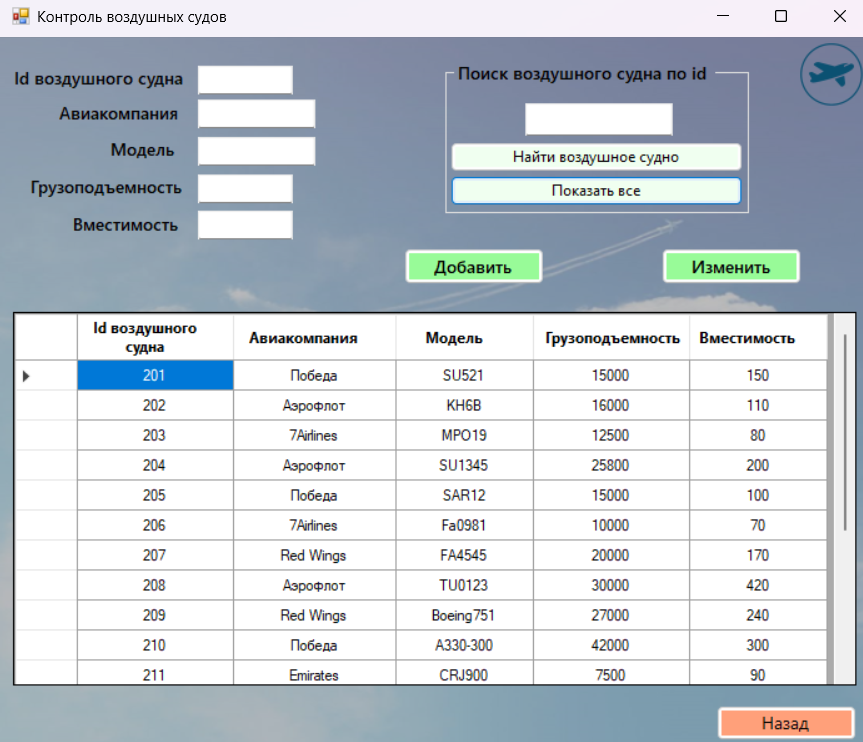 Контроль воздушных судов
Id воздушного судна
Авиакомпания
Модель
Грузоподъемность
Вместимость
Поиск воздушного судна по id
Найти воздушное судно
Показать все
Добавить Изменить
Id воздушного судна Авиакомпания Модель Грузоподъемность Вместимость
201 Победа SU521 15000 150
202 Аэрофлот KH6B 16000 110
203 7Airlines MPO19 12500 80
204 Аэрофлот SU1345 25800 200
205 Победа SAR12 15000 100
206 7Airlines Fa0981 10000 70
207 Red Wings FA4545 20000 170
208 Аэрофлот TU0123 30000 420
209 Red Wings Boeing751 27000 240
210 Победа A330-300 42000 300
211 Emirates CRJ900 7500 90
Назад